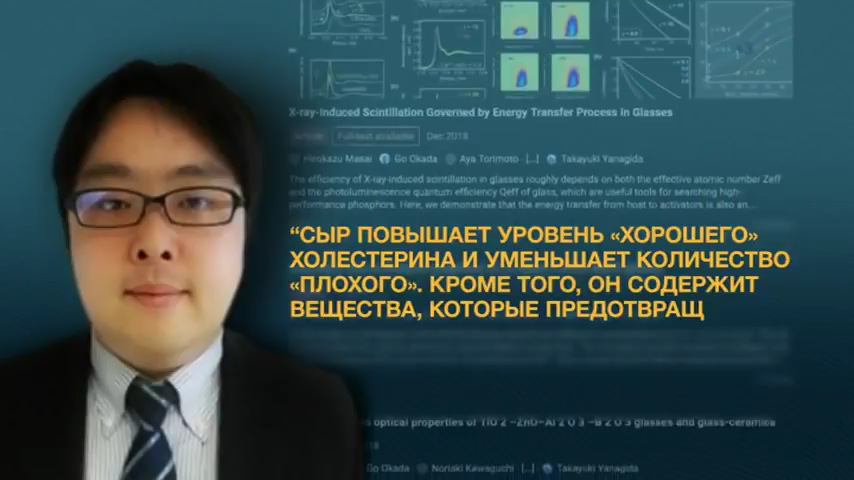 X-ray-Induced Scintillation Governed by Energy Transfer Process in Glasses
Article Full-text available Dec 2018
Hirokazu Masai Go Okada Aya Torimoto [...] Takayuki Yanagida
The efficiency of X-ray-induced scintillation in glasses roughly depends on both the effective atomic number Zeff
and the photoluminescence quantum efficiency Qeff of glass, which are useful tools for searching high-
performance phosphors. Here, we demonstrate that the energy transfer from host to activators is also an...
“СЫР ПОВЫШАЕТ УРОВЕНЬ «ХОРОШЕГО»
ХОЛЕСТЕРИНА И УМЕНЬШАЕТ КОЛИЧЕСТВО
«ПЛОХОГО». КРОМЕ ТОГО, ОН СОДЕРЖИТ
ВЕЩЕСТВА, КОТОРЫЕ ПРЕДОТВРАЩ
optical properties of TiO 2 –ZnO–Al 2 O 3 –B 2 O 3 glasses and glass-ceramics
Go Okada Noriaki Kawaguchi [...] Takayuki Yanagida